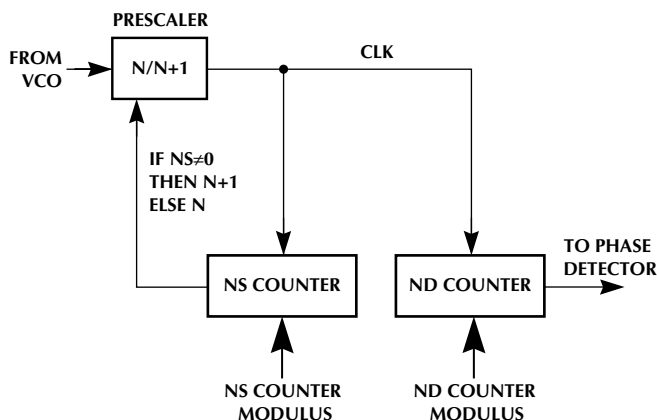 PRESCALER
FROM
VCO
N/N+1
CLK
IF NS≠0
THEN N+1
ELSE N
NS COUNTER
ND COUNTER
TO PHASE
DETECTOR
NS COUNTER
MODULUS
ND COUNTER
MODULUS